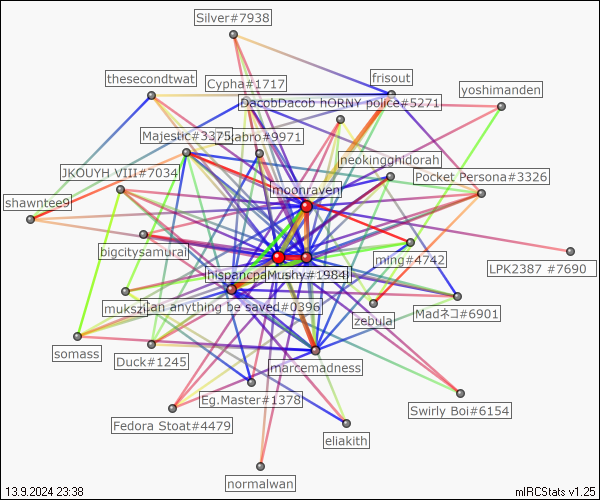 Silver#7938
thesecondtwat
Cypha#1717
frisout
yoshimanden
DacobDacob hORNY police#5271
Majestic#3375
Diabro#9971
neokingghidorah
JKOUYH VIII#7034
moonraven
Pocket Persona#3326
shawntee9
bigcitysamurai
ming#4742
LPK2387 #7690
hispancpa
Mushy#1984
mukszi
can anything be saved#0396
zebula
Madネコ#6901
somass
Duck#1245
marcemadness
Eg.Master#1378
Swirly Boi#6154
Fedora Stoat#4479
eliakith
normalwan
13.9.2024 23:38
mIRCStats v1.25